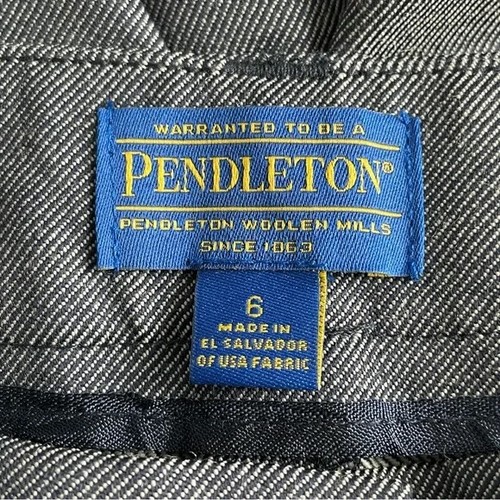 WARRANTED TO BE A
PENDLETON®
PENDLETON WOOLEN MILLS
SINCE 1863
6
MADE IN
EL SALVADOR
OF USA FABRIC